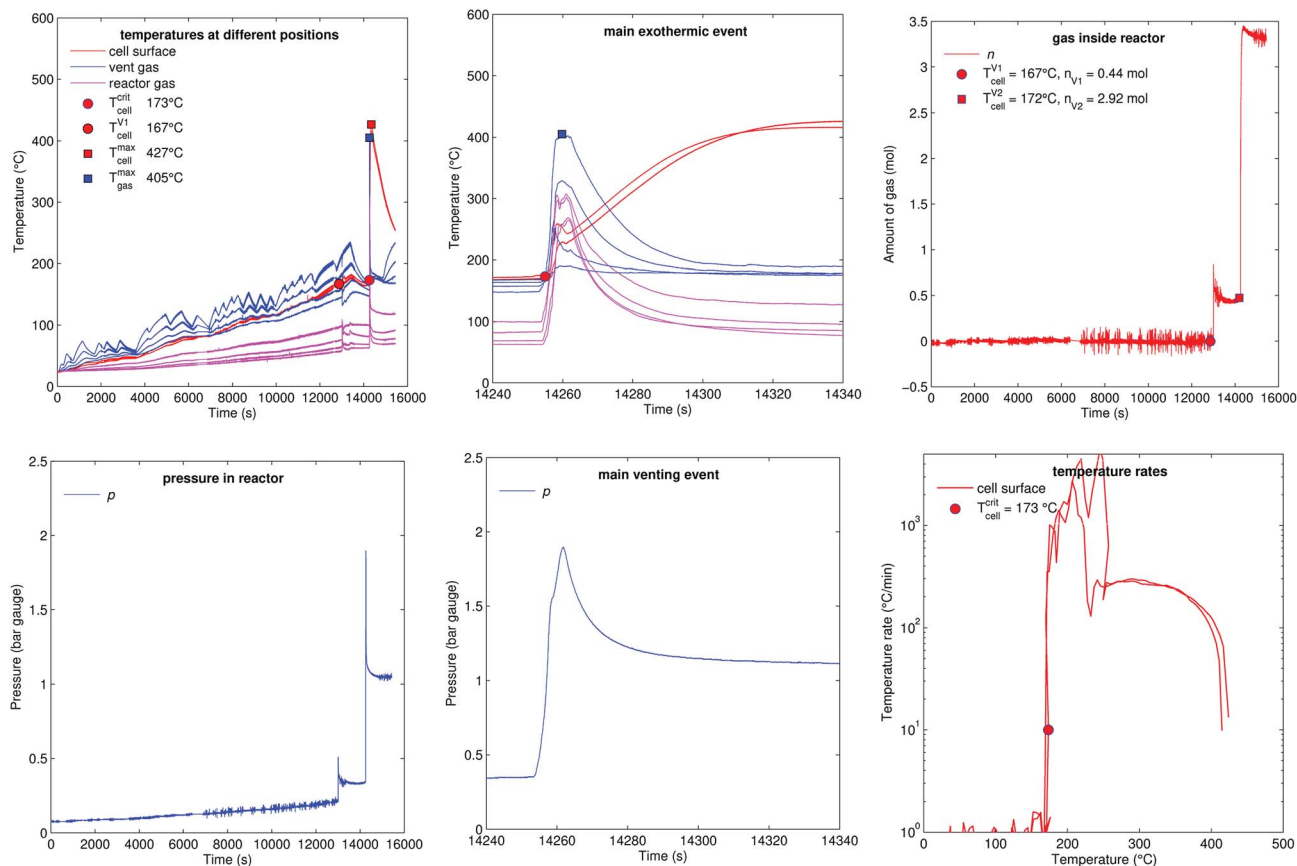 temperatures at different positions
cell surface
vent gas
reactor gas
T_cell^crit 173°C
T_cell^V1 167°C
T_cell^max 427°C
T_gas^max 405°C
600
500
400
300
200
100
0
Temperature (°C)
0 2000 4000 6000 8000 10000 12000 14000 16000
Time (s)
main exothermic event
600
500
400
300
200
100
0
Temperature (°C)
14240 14260 14280 14300 14320 14340
Time (s)
gas inside reactor
n
T_cell^V1 = 167°C, n_V1 = 0.44 mol
T_cell^V2 = 172°C, n_V2 = 2.92 mol
3.5
3
2.5
2
1.5
1
0.5
0
−0.5
Amount of gas (mol)
0 2000 4000 6000 8000 10000 12000 14000 16000
Time (s)
pressure in reactor
p
2.5
2
1.5
1
0.5
0
Pressure (bar gauge)
0 2000 4000 6000 8000 10000 12000 14000 16000
Time (s)
main venting event
p
2.5
2
1.5
1
0.5
0
Pressure (bar gauge)
14240 14260 14280 14300 14320 14340
Time (s)
temperature rates
cell surface
T_cell^crit = 173 °C
10^3
10^2
10^1
10^0
Temperature rate (°C/min)
0 100 200 300 400 500
Temperature (°C)